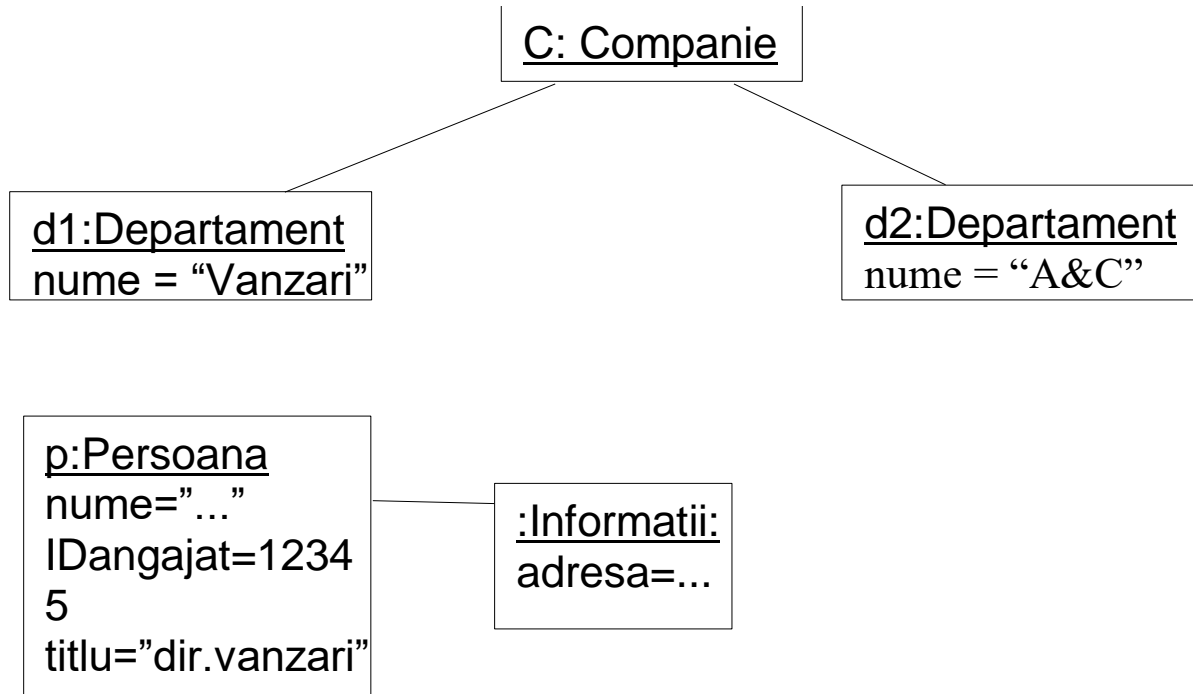 C: Companie
d1:Departament
nume = “Vanzari”
d2:Departament
nume = “A&C”
p:Persoana
nume=”...”
IDangajat=1234
5
titlu=”dir.vanzari”
:Informatii:
adresa=...